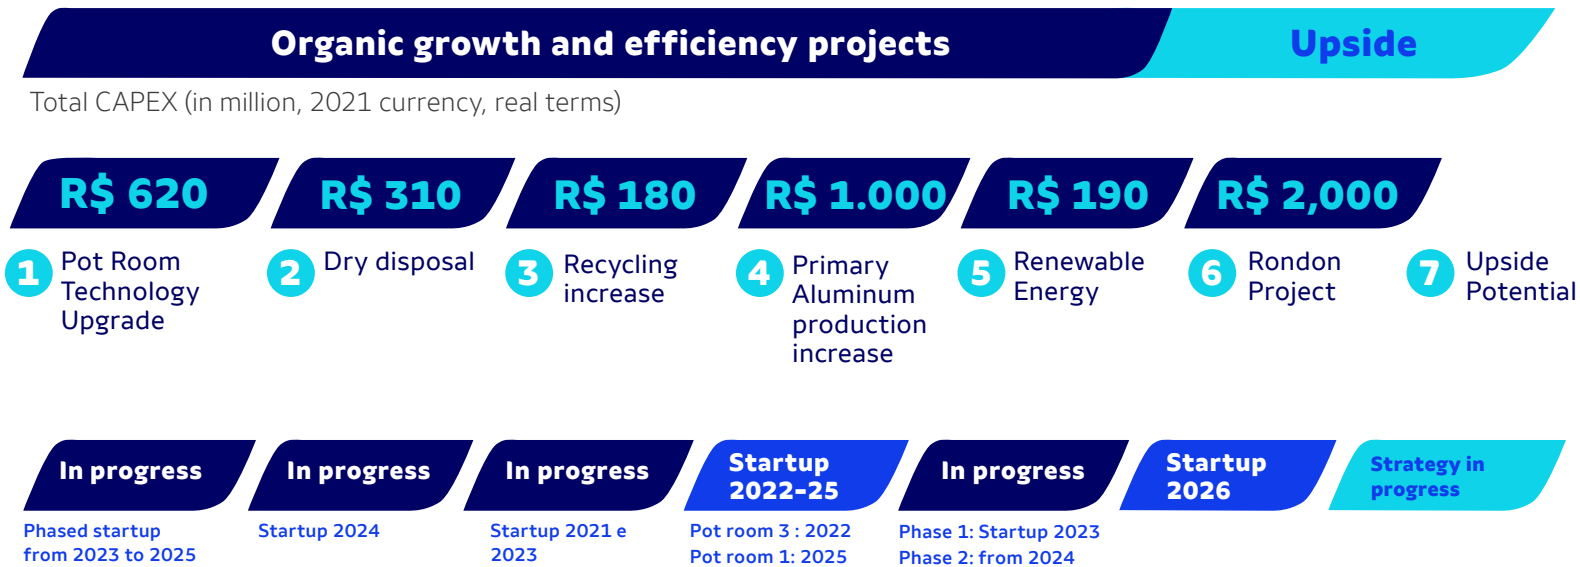 Organic growth and efficiency projects
Upside
Total CAPEX (in million, 2021 currency, real terms)
R$ 620
R$ 310
R$ 180
R$ 1.000
R$ 190
R$ 2,000
1
Pot Room
Technology
Upgrade
2
Dry disposal
3
Recycling
increase
4
Primary
Aluminum
production
increase
5
Renewable
Energy
6
Rondon
Project
7
Upside
Potential
In progress
Phased startup
from 2023 to 2025
In progress
Startup 2024
In progress
Startup 2021 e
2023
Startup
2022-25
Pot room 3 : 2022
Pot room 1: 2025
In progress
Phase 1: Startup 2023
Phase 2: from 2024
Startup
2026
Strategy in
progress